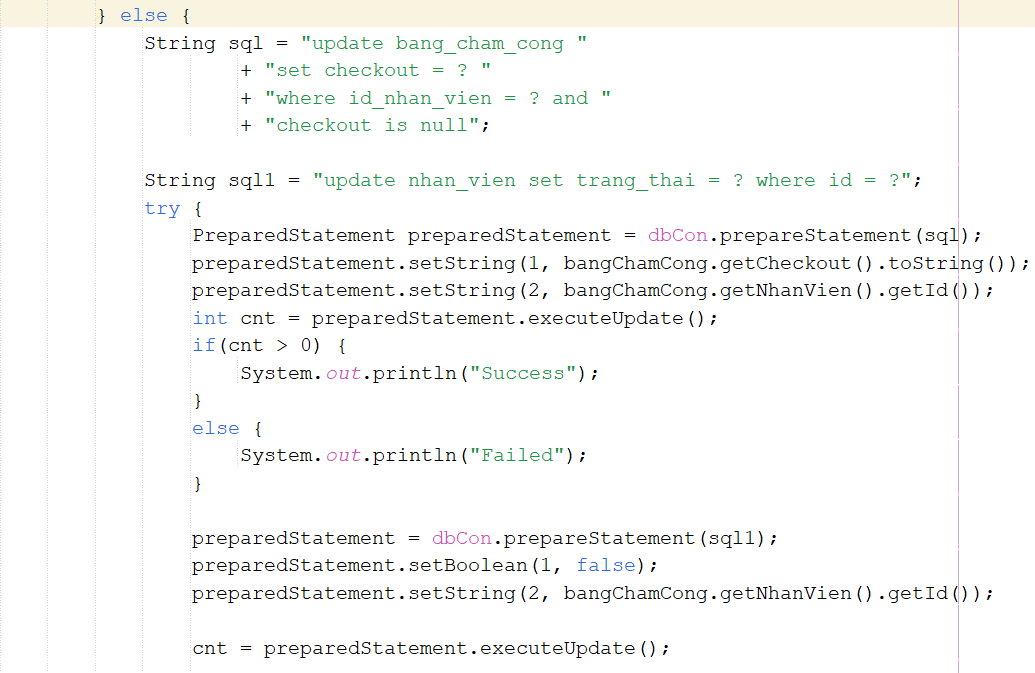 } else {
String sql = "update bang_cham_cong "
+ "set checkout = ? "
+ "where id_nhan_vien = ? and "
+ "checkout is null";
String sql1 = "update nhan_vien set trang_thai = ? where id = ?";
try {
PreparedStatement preparedStatement = dbCon.prepareStatement(sql);
preparedStatement.setString(1, bangChamCong.getCheckout().toString());
preparedStatement.setString(2, bangChamCong.getNhanVien().getId());
int cnt = preparedStatement.executeUpdate();
if(cnt > 0) {
System.out.println("Success");
}
else {
System.out.println("Failed");
}
preparedStatement = dbCon.prepareStatement(sql1);
preparedStatement.setBoolean(1, false);
preparedStatement.setString(2, bangChamCong.getNhanVien().getId());
cnt = preparedStatement.executeUpdate();